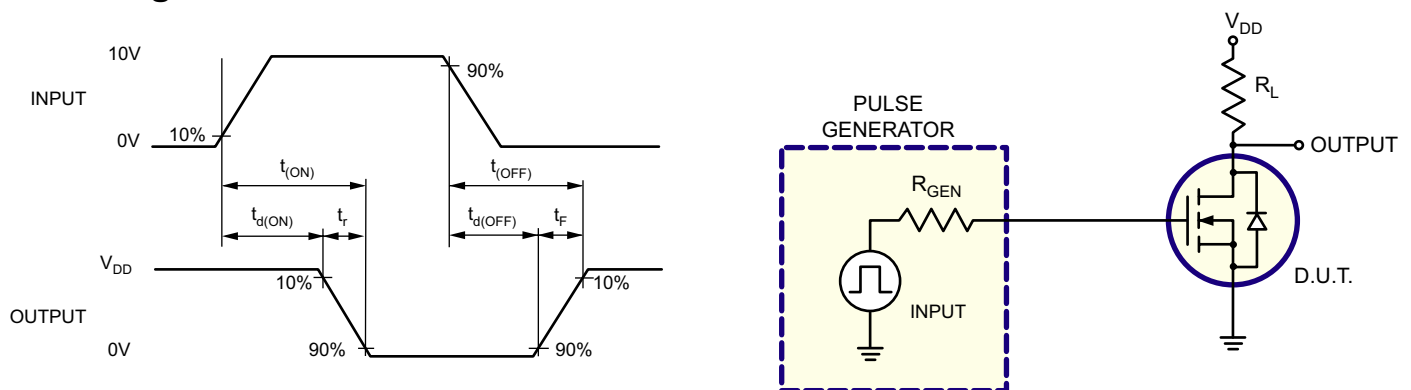 10V
INPUT
0V
10%
90%
t(ON)
t(OFF)
td(ON)
tr
td(OFF)
tF
VDD
10%
10%
OUTPUT
0V
90%
90%
VDD
RL
PULSE
GENERATOR
OUTPUT
RGEN
INPUT
D.U.T.